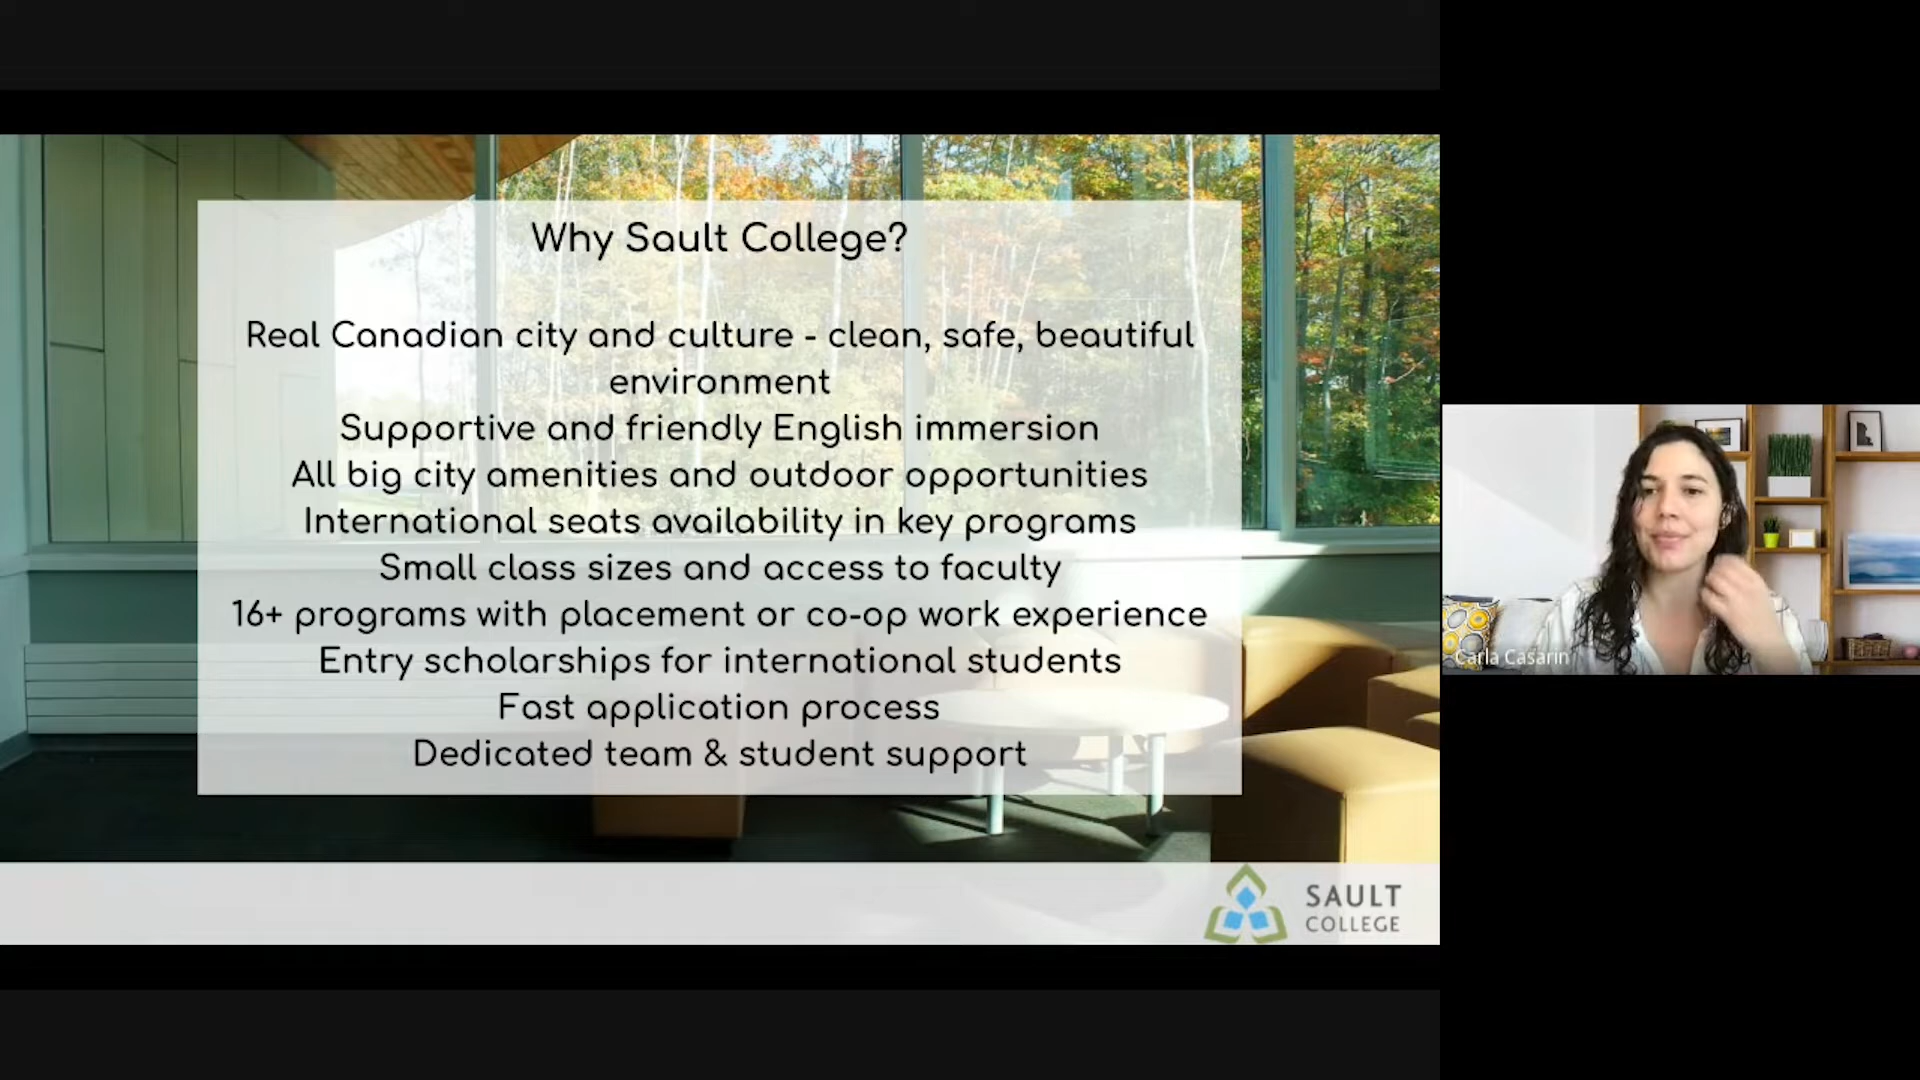 Why Sault College?
Real Canadian city and culture - clean, safe, beautiful
environment
Supportive and friendly English immersion
All big city amenities and outdoor opportunities
International seats availability in key programs
Small class sizes and access to faculty
16+ programs with placement or co-op work experience
Entry scholarships for international students
Fast application process
Dedicated team & student support
SAULT
COLLEGE
Carla Casarin